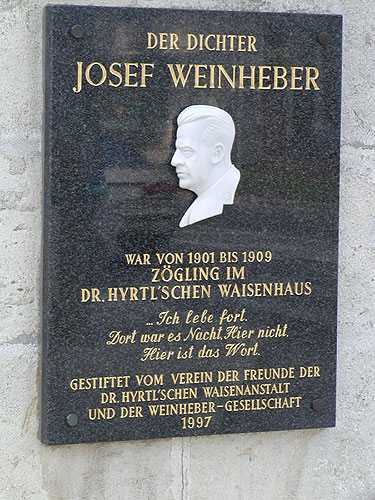 DER DICHTER
JOSEF WEINHEBER
WAR VON 1901 BIS 1909
ZÖGLING IM
DR. HYRTL'SCHEN WAISENHAUS
...Ich lebe fort.
Dort war es Nacht, Hier nicht.
Hier ist das Wort.
GESTIFTET VOM VEREIN DER FREUNDE DER
DR. HYRTL'SCHEN WAISENANSTALT
UND DER WEINHEBER-GESELLSCHAFT
1997